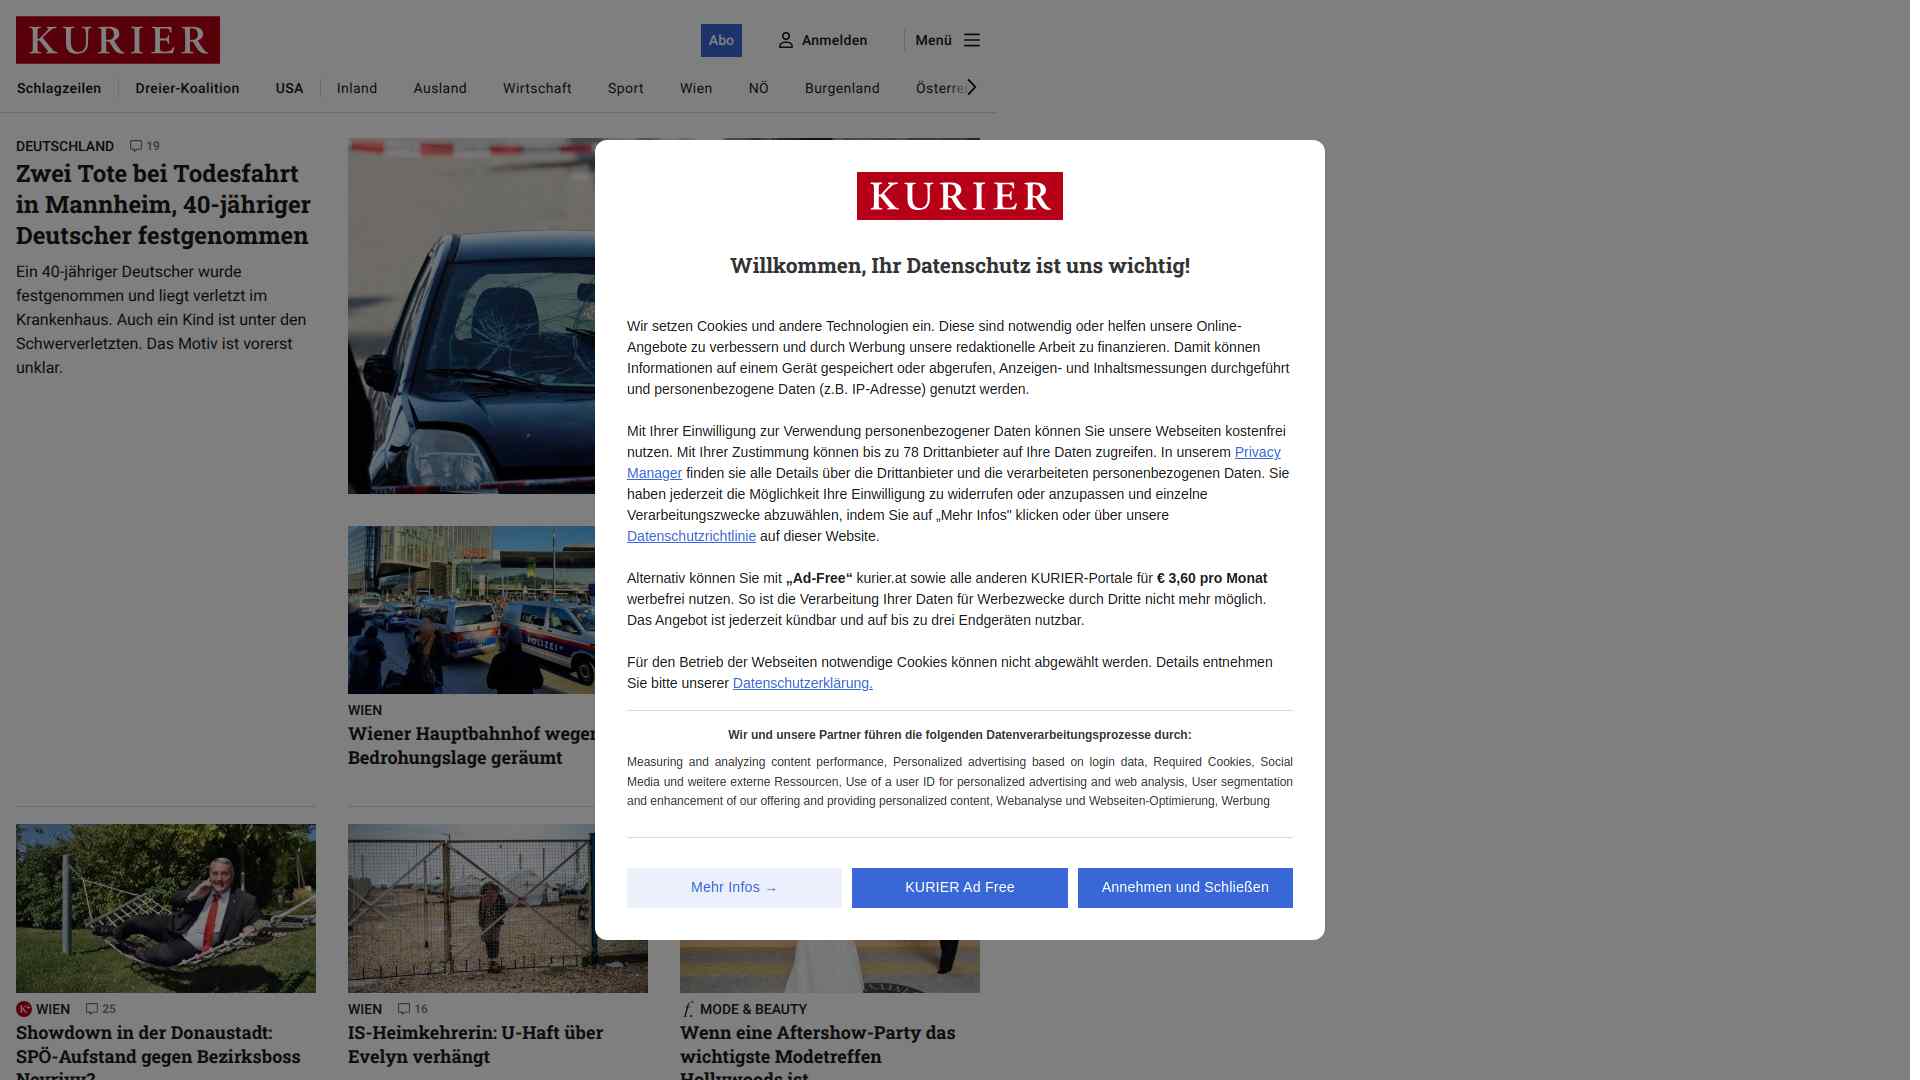 KURIER
Abo
Anmelden
Menü
Schlagzeilen
Dreier-Koalition
USA
Inland
Ausland
Wirtschaft
Sport
Wien
NÖ
Burgenland
DEUTSCHLAND 19
Zwei Tote bei Todesfahrt
in Mannheim, 40-jähriger
Deutscher festgenommen
Ein 40-jähriger Deutscher wurde
festgenommen und liegt verletzt im
Krankenhaus. Auch ein Kind ist unter den
Schwerverletzten. Das Motiv ist vorerst
unklar.
POLIZEI
WIEN
Wiener Hauptbahnhof wegen
Bedrohungslage geräumt
WIEN 25
Showdown in der Donaustadt:
SPÖ-Aufstand gegen Bezirksboss
Nevrivy?
WIEN 16
IS-Heimkehrerin: U-Haft über
Evelyn verhängt
f. MODE & BEAUTY
Wenn eine Aftershow-Party das
wichtigste Modetreffen
Hollywoods ist
KURIER
Willkommen, Ihr Datenschutz ist uns wichtig!
Wir setzen Cookies und andere Technologien ein. Diese sind notwendig oder helfen unsere Online-
Angebote zu verbessern und durch Werbung unsere redaktionelle Arbeit zu finanzieren. Damit können
Informationen auf einem Gerät gespeichert oder abgerufen, Anzeigen- und Inhaltsmessungen durchgeführt
und personenbezogene Daten (z.B. IP-Adresse) genutzt werden.
Mit Ihrer Einwilligung zur Verwendung personenbezogener Daten können Sie unsere Webseiten kostenfrei
nutzen. Mit Ihrer Zustimmung können bis zu 78 Drittanbieter auf Ihre Daten zugreifen. In unserem Privacy
Manager finden sie alle Details über die Drittanbieter und die verarbeiteten personenbezogenen Daten. Sie
haben jederzeit die Möglichkeit Ihre Einwilligung zu widerrufen oder anzupassen und einzelne
Verarbeitungszwecke abzuwählen, indem Sie auf „Mehr Infos" klicken oder über unsere
Datenschutzrichtlinie auf dieser Website.
Alternativ können Sie mit „Ad-Free“ kurier.at sowie alle anderen KURIER-Portale für € 3,60 pro Monat
werbefrei nutzen. So ist die Verarbeitung Ihrer Daten für Werbezwecke durch Dritte nicht mehr möglich.
Das Angebot ist jederzeit kündbar und auf bis zu drei Endgeräten nutzbar.
Für den Betrieb der Webseiten notwendige Cookies können nicht abgewählt werden. Details entnehmen
Sie bitte unserer Datenschutzerklärung.
Wir und unsere Partner führen die folgenden Datenverarbeitungsprozesse durch:
Measuring and analyzing content performance, Personalized advertising based on login data, Required Cookies, Social
Media und weitere externe Ressourcen, Use of a user ID for personalized advertising and web analysis, User segmentation
and enhancement of our offering and providing personalized content, Webanalyse und Webseiten-Optimierung, Werbung
Mehr Infos →
KURIER Ad Free
Annehmen und Schließen